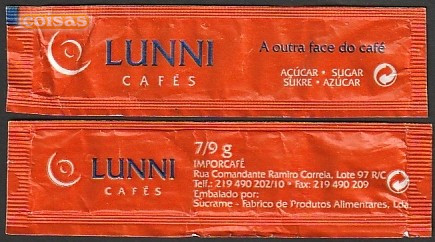 coisas
LUNNI
CAFÉS
A outra face do café
AÇÚCAR • SUGAR
SUKRE • AZÚCAR
LUNNI
CAFÉS
7/9 g
IMPORCAFÉ
Rua Comandante Ramiro Correia, Lote 97 R/C
Telf.: 219 490 202/10 • Fax: 219 490 209
Embalado por:
Sucrame - Fabrico de Produtos Alimentares, Lda.